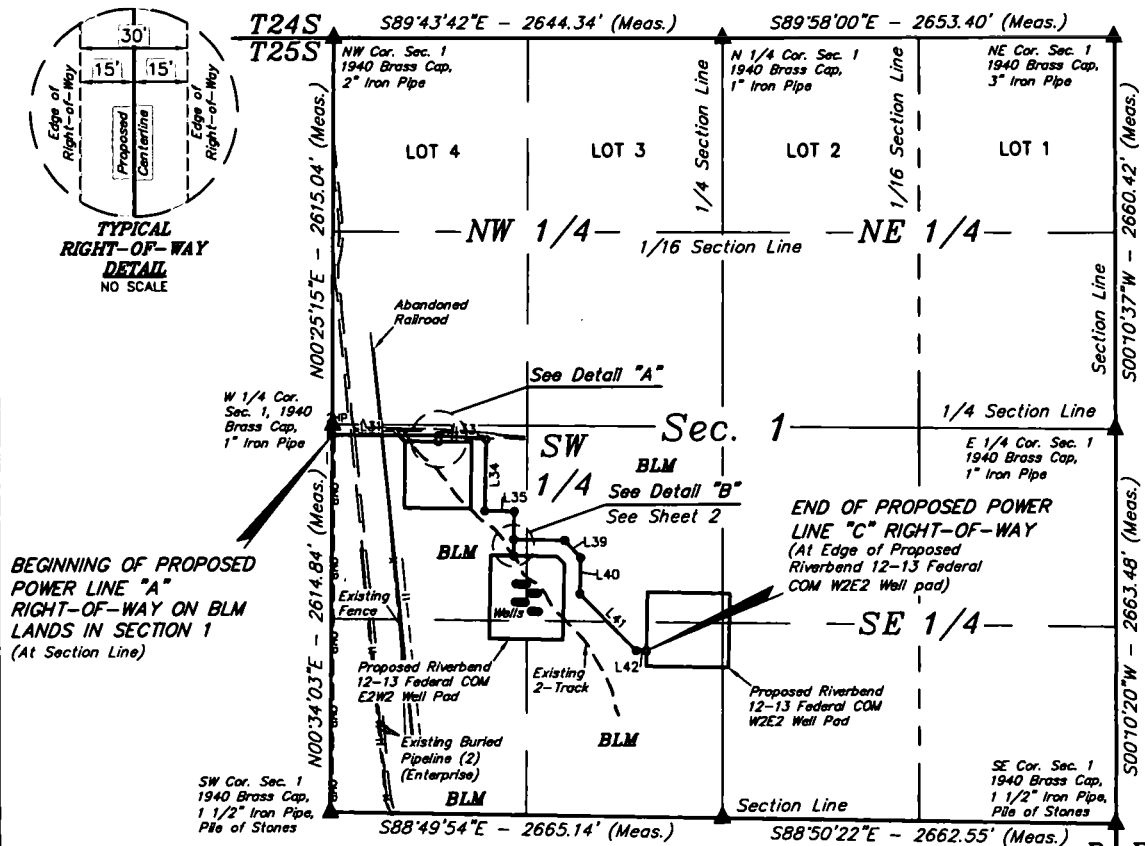 T24S
T25S
S89°43'42"E - 2644.34' (Meas.)
S89°58'00"E - 2653.40' (Meas.)
30'
15'
15'
Edge of
Right-of-Way
Proposed
Centerline
Edge of
Right-of-Way
TYPICAL
RIGHT-OF-WAY
DETAIL
NO SCALE
NW Cor. Sec. 1
1940 Brass Cap,
2" Iron Pipe
N 1/4 Cor. Sec. 1
1940 Brass Cap,
1" Iron Pipe
NE Cor. Sec. 1
1940 Brass Cap,
3" Iron Pipe
LOT 4
LOT 3
1/4 Section Line
LOT 2
1/16 Section Line
LOT 1
N00°25'15"E - 2615.04' (Meas.)
S00°10'37"W - 2660.42' (Meas.)
NW 1/4
1/16 Section Line
NE 1/4
Section Line
Abandoned
Railroad
See Detail "A"
W 1/4 Cor.
Sec. 1, 1940
Brass Cap,
1" Iron Pipe
1/4 Section Line
Sec. 1
E 1/4 Cor. Sec. 1
1940 Brass Cap,
1" Iron Pipe
SW
1/4
BLM
L34
L35
See Detail "B"
See Sheet 2
L39
L40
L41
L42
END OF PROPOSED POWER
LINE "C" RIGHT-OF-WAY
(At Edge of Proposed
Riverbend 12-13 Federal
COM W2E2 Well pad)
BEGINNING OF PROPOSED
POWER LINE "A"
RIGHT-OF-WAY ON BLM
LANDS IN SECTION 1
(At Section Line)
N00°34'03"E - 2614.84' (Meas.)
BLM
Existing
Fence
Wells
SE 1/4
Proposed Riverbend
12-13 Federal COM
E2W2 Well Pad
Existing
2-Track
Proposed Riverbend
12-13 Federal COM
W2E2 Well Pad
BLM
Existing Buried
Pipeline (2)
(Enterprise)
S00°10'20"W - 2663.48' (Meas.)
SW Cor. Sec. 1
1940 Brass Cap,
1 1/2" Iron Pipe,
Pile of Stones
BLM
Section Line
SE Cor. Sec. 1
1940 Brass Cap,
1 1/2" Iron Pipe,
Pile of Stones
S88°49'54"E - 2665.14' (Meas.)
S88°50'22"E - 2662.55' (Meas.)